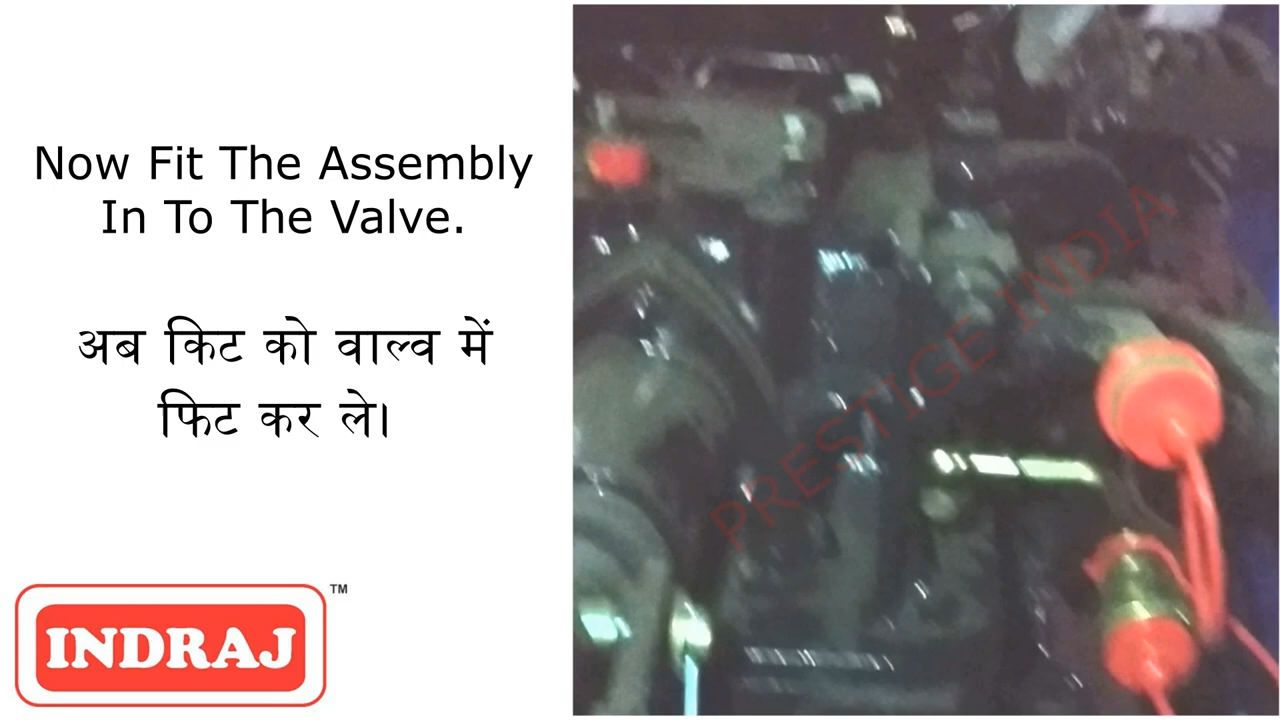 Now Fit The Assembly
In To The Valve.
अब किट को वाल्व में
फिट कर ले।
INDRAJ
TM
PRESTIGE INDIA